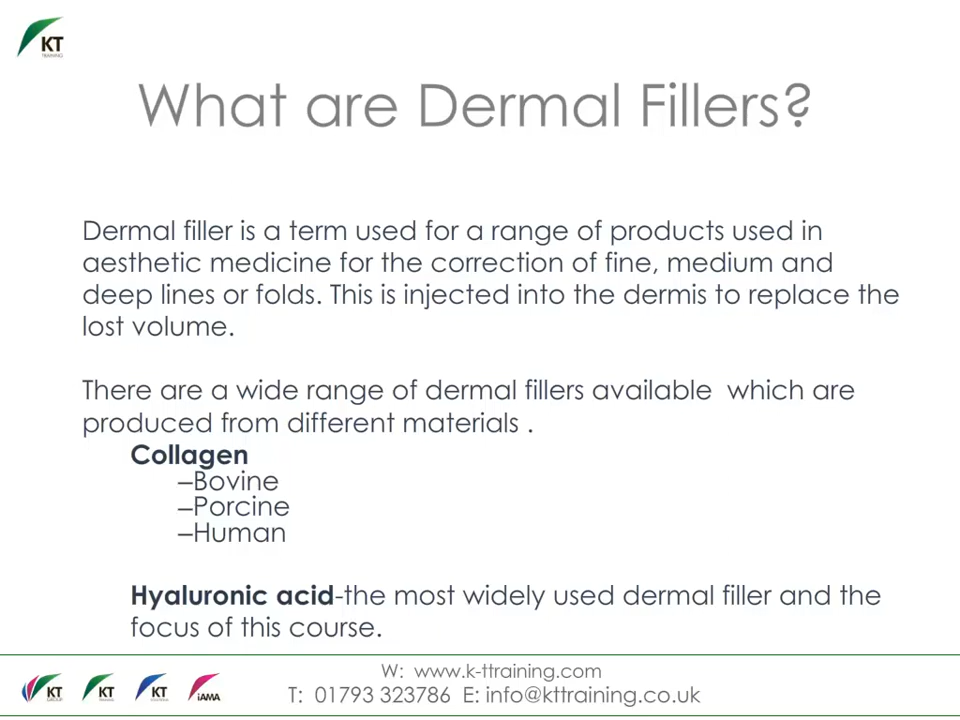 KT
TRAINING
What are Dermal Fillers?
Dermal filler is a term used for a range of products used in
aesthetic medicine for the correction of fine, medium and
deep lines or folds. This is injected into the dermis to replace the
lost volume.
There are a wide range of dermal fillers available  which are
produced from different materials .
Collagen
–Bovine
–Porcine
–Human
Hyaluronic acid-the most widely used dermal filler and the
focus of this course.
W:  www.k-ttraining.com
T:  01793 323786  E: info@kttraining.co.uk
KT
GROUP
KT
TRAINING
KT
iAMA